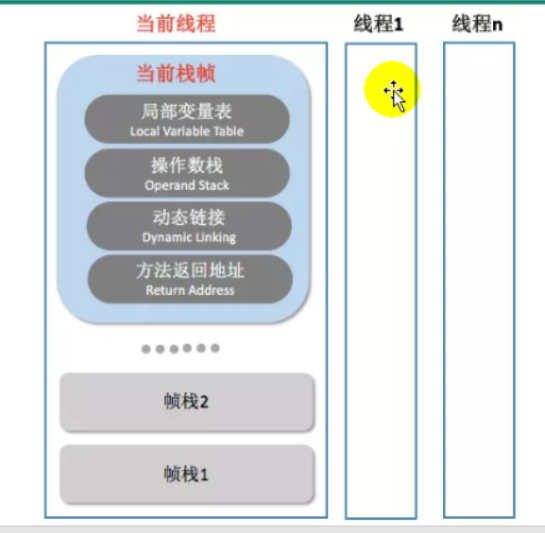 当前线程
线程1
线程n
当前栈帧
局部变量表
Local Variable Table
操作数栈
Operand Stack
动态链接
Dynamic Linking
方法返回地址
Return Address
帧栈2
帧栈1